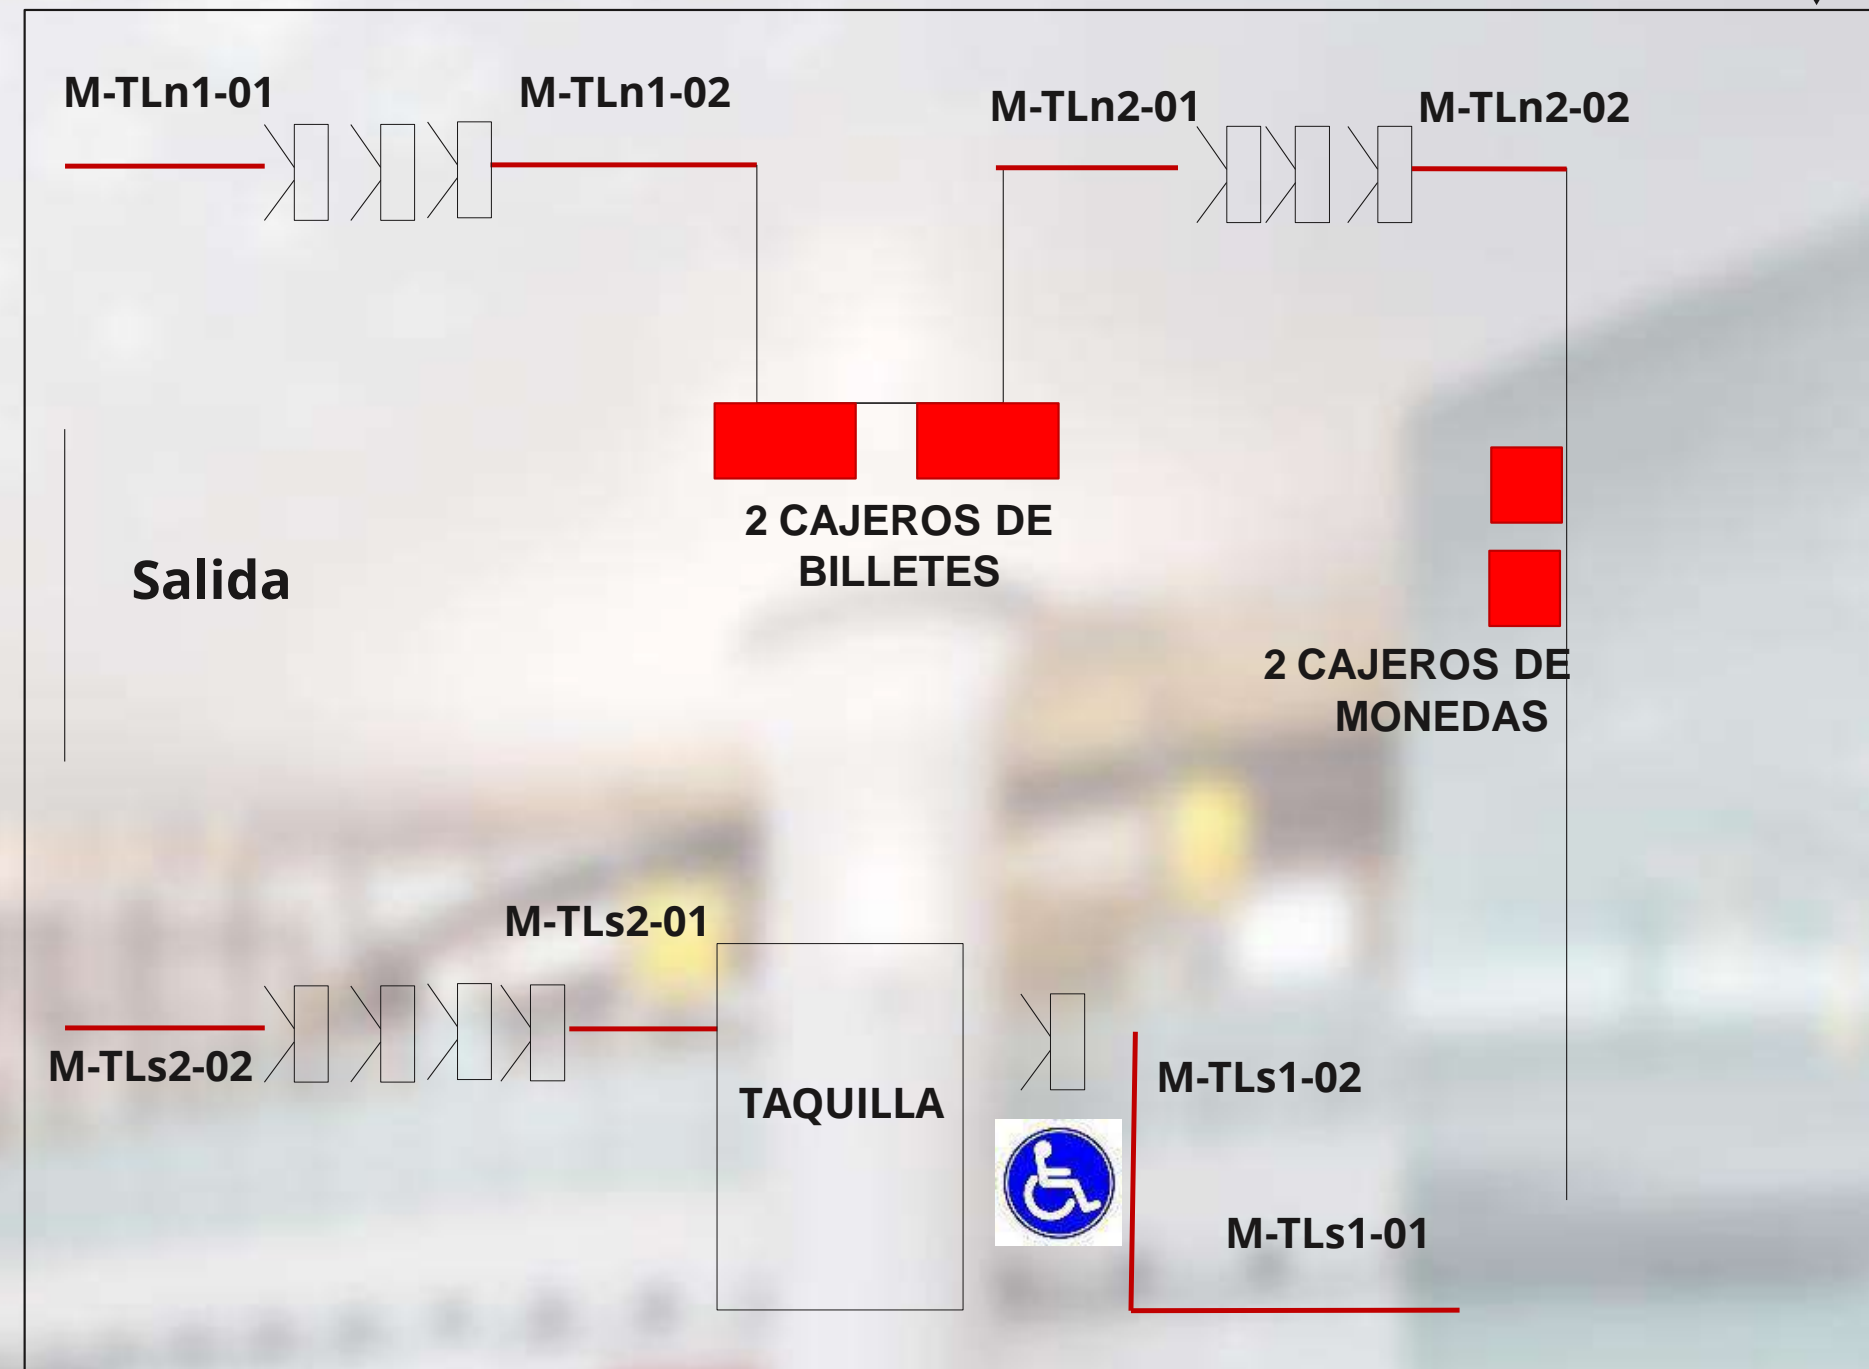 M-TLn1-01
M-TLn1-02
M-TLn2-01
M-TLn2-02
2 CAJEROS DE
BILLETES
Salida
2 CAJEROS DE
MONEDAS
M-TLs2-01
M-TLs2-02
TAQUILLA
M-TLs1-02
M-TLs1-01